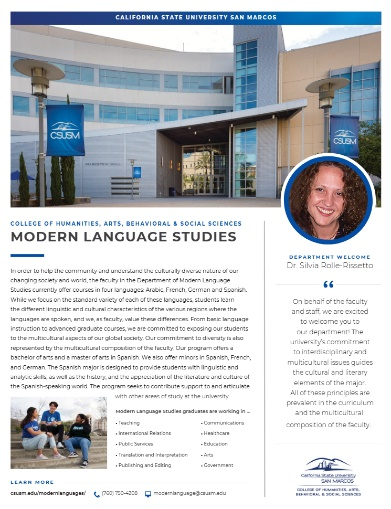 CALIFORNIA STATE UNIVERSITY SAN MARCOS
CSUSM
CSUSM
COLLEGE OF HUMANITIES, ARTS, BEHAVIORAL & SOCIAL SCIENCES
MODERN LANGUAGE STUDIES
In order to help the community and understand the culturally diverse nature of our
changing society and world, the faculty in the Department of Modern Language
Studies currently offer courses in four languages: Arabic, French, German and Spanish.
While we focus on the standard variety of each of these languages, students learn
the different linguistic and cultural characteristics of the various regions where the
languages are spoken, and we, as faculty, value these differences. From basic language
instruction to advanced graduate courses, we are committed to exposing our students
to the multicultural aspects of our global society. Our commitment to diversity is also
represented by the multicultural composition of the faculty. Our program offers a
bachelor of arts and a master of arts in Spanish. We also offer minors in Spanish, French,
and German. The Spanish major is designed to provide students with linguistic and
analytic skills, as well as the history, and the appreciation of the literature and culture of
the Spanish-speaking world. The program seeks to contribute support to and articulate
with other areas of study at the university.
Modern Language Studies graduates are working in ...
• Teaching
• International Relations
• Public Services
• Translation and Interpretation
• Publishing and Editing
• Communications
• Healthcare
• Education
• Arts
• Government
LEARN MORE
csusm.edu/modernlanguages/
(760) 750-4208
modernlanguage@csusm.edu
DEPARTMENT WELCOME
Dr. Silvia Rolle-Rissetto
“
On behalf of the faculty
and staff, we are excited
to welcome you to
our department! The
university's commitment
to interdisciplinary and
multicultural issues guides
the cultural and literary
elements of the major.
All of these principles are
prevalent in the curriculum
and the multicultural
composition of the faculty.
California State University
SAN MARCOS
COLLEGE OF HUMANITIES, ARTS,
BEHAVIORAL & SOCIAL SCIENCES